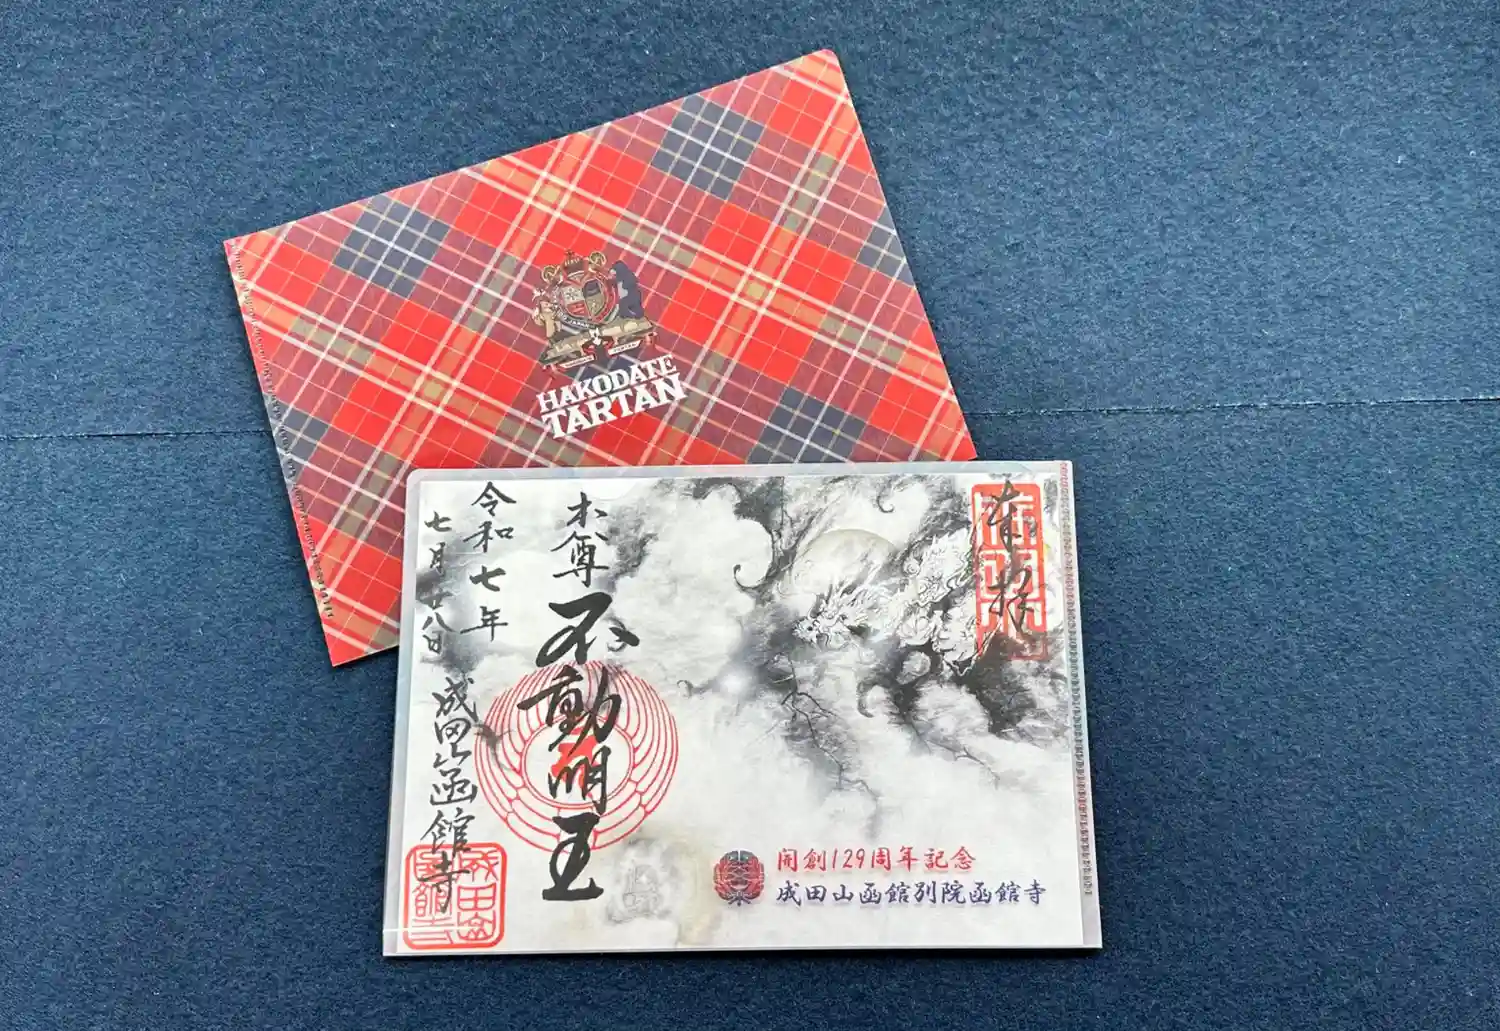 HAKODATE
TARTAN
奉拝
本尊
不動明王
令和七年
七月廿八日
成田山函館寺
開創129周年記念
成田山函館別院函館寺